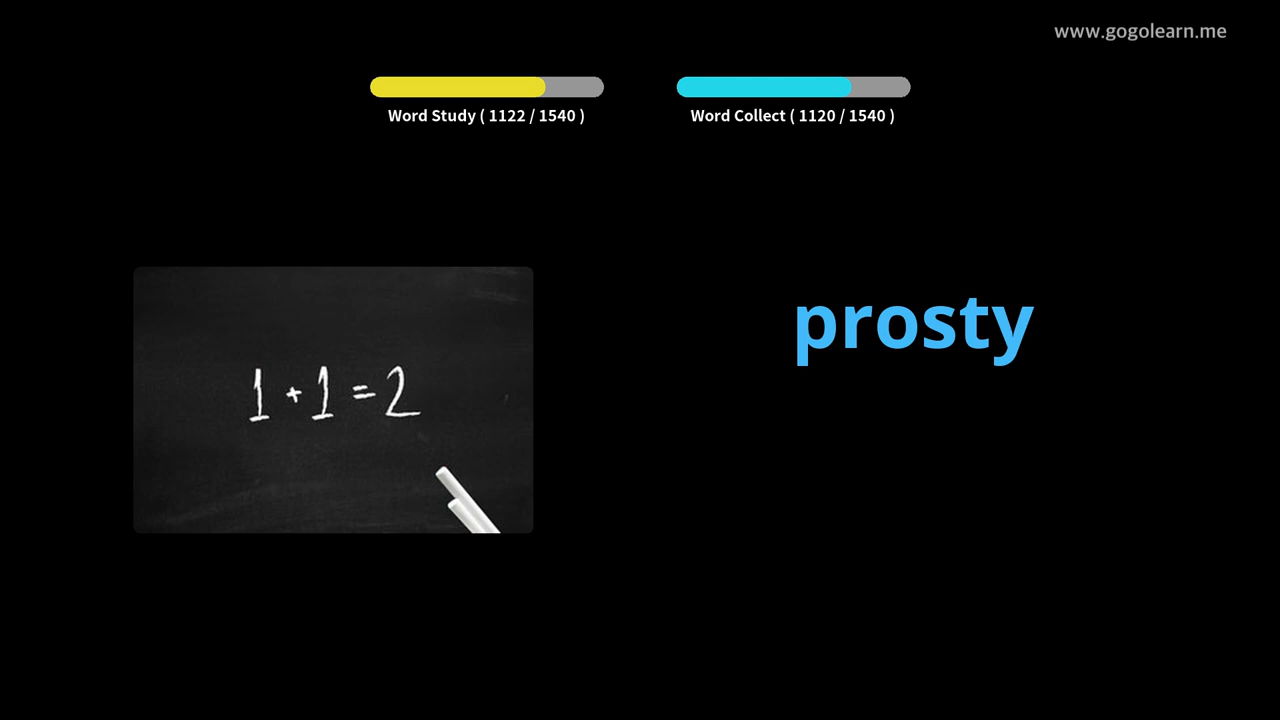 www.gogolearn.me
Word Study ( 1122 / 1540 )
Word Collect ( 1120 / 1540 )
prosty
1 + 1 = 2